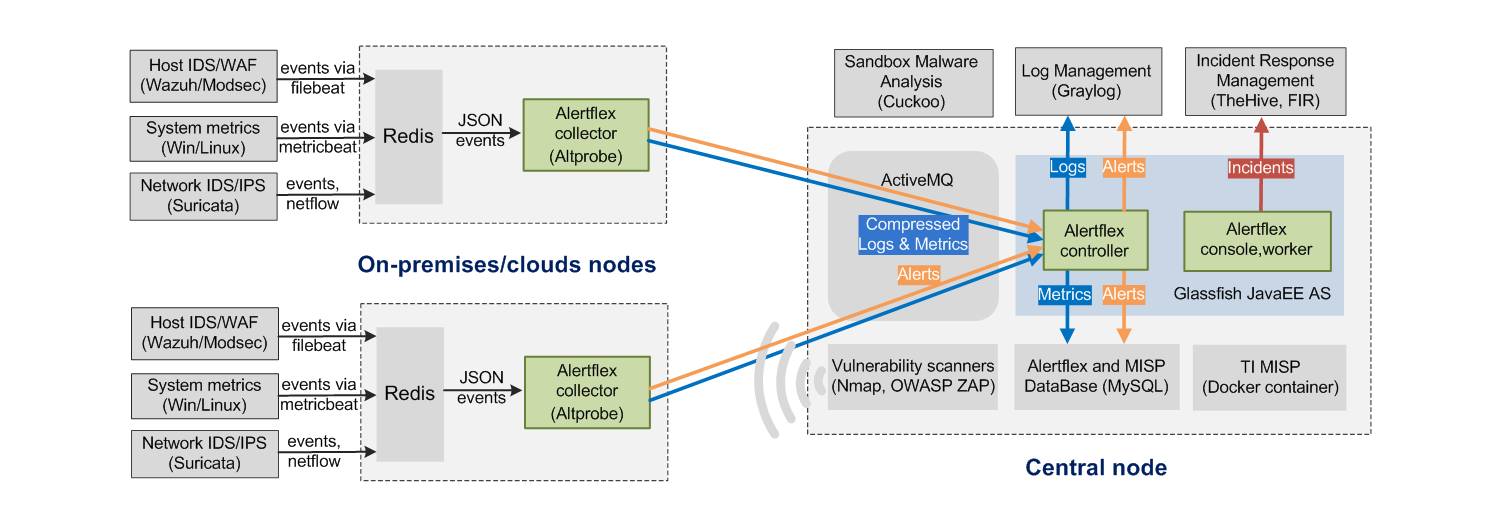 Host IDS/WAF
(Wazuh/Modsec)
events via
filebeat
System metrics
(Win/Linux)
events via
metricbeat
Network IDS/IPS
(Suricata)
events,
netflow
Redis
JSON
events
Alertflex
collector
(Altprobe)
On-premises/clouds nodes
Host IDS/WAF
(Wazuh/Modsec)
events via
filebeat
System metrics
(Win/Linux)
events via
metricbeat
Network IDS/IPS
(Suricata)
events,
netflow
Redis
JSON
events
Alertflex
collector
(Altprobe)
Sandbox Malware
Analysis
(Cuckoo)
Log Management
(Graylog)
Incident Response
Management
(TheHive, FIR)
ActiveMQ
Compressed
Logs & Metrics
Alerts
Logs
Alerts
Incidents
Alertflex
controller
Alertflex
console,worker
Metrics
Alerts
Glassfish JavaEE AS
Vulnerability scanners
(Nmap, OWASP ZAP)
Alertflex and MISP
DataBase (MySQL)
TI MISP
(Docker container)
Central node